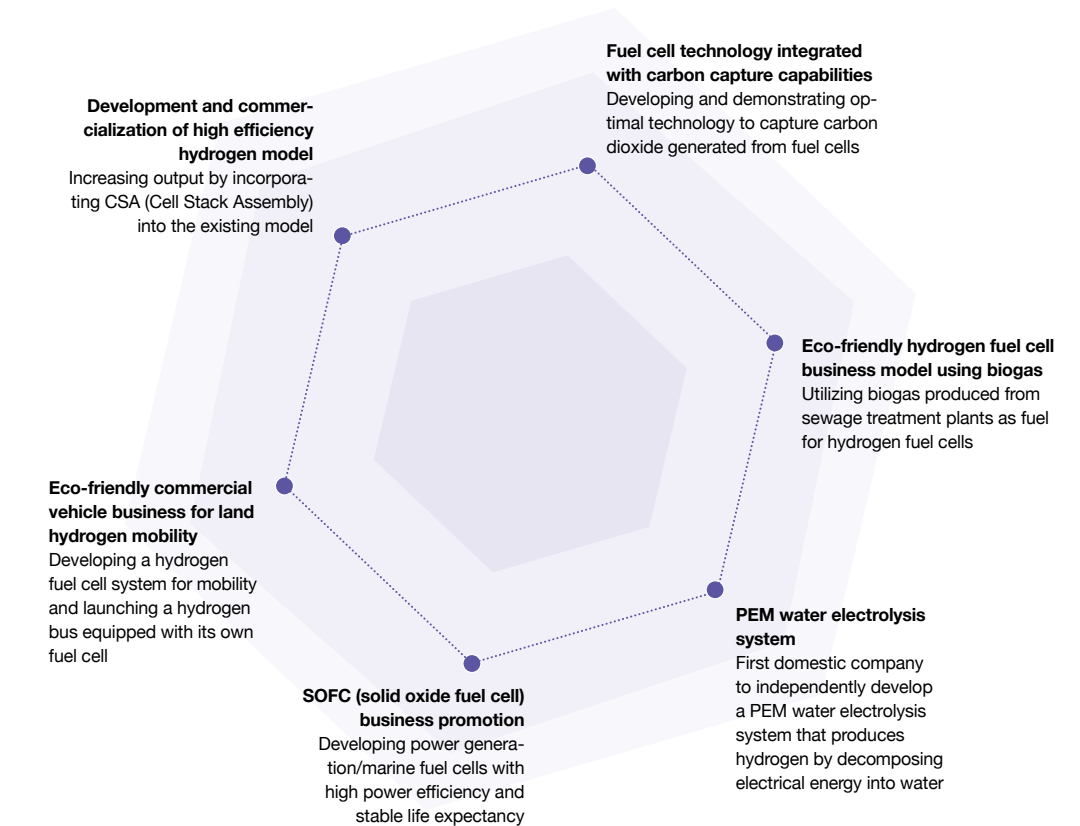 Fuel cell technology integrated
with carbon capture capabilities
Developing and demonstrating op-
timal technology to capture carbon
dioxide generated from fuel cells
Development and commer-
cialization of high efficiency
hydrogen model
Increasing output by incorpora-
ting CSA (Cell Stack Assembly)
into the existing model
Eco-friendly hydrogen fuel cell
business model using biogas
Utilizing biogas produced from
sewage treatment plants as fuel
for hydrogen fuel cells
Eco-friendly commercial
vehicle business for land
hydrogen mobility
Developing a hydrogen
fuel cell system for mobility
and launching a hydrogen
bus equipped with its own
fuel cell
PEM water electrolysis
system
First domestic company
to independently develop
a PEM water electrolysis
system that produces
hydrogen by decomposing
electrical energy into water
SOFC (solid oxide fuel cell)
business promotion
Developing power genera-
tion/marine fuel cells with
high power efficiency and
stable life expectancy